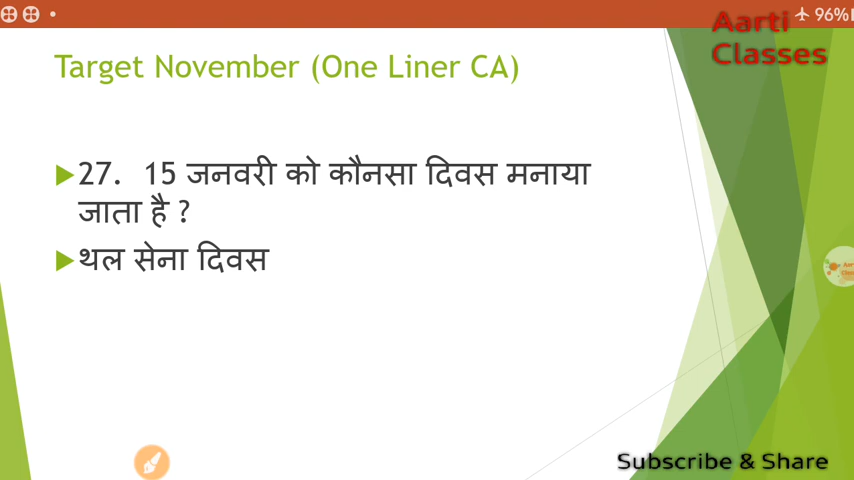 96%
Aarti
Classes
Target November (One Liner CA)
27. 15 जनवरी को कौनसा दिवस मनाया
जाता है ?
थल सेना दिवस
Subscribe & Share